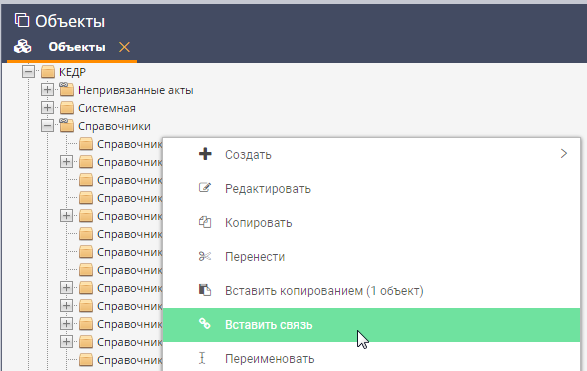 Объекты
Объекты
КЕДР
Непривязанные акты
Системная
Справочники
Справочник
Справочник
Справочник
Справочник
Справочник
Справочник
Справочник
Справочник
Справочник
Справочник
Справочник
Справочник
Справочник
Создать
Редактировать
Копировать
Перенести
Вставить копированием (1 объект)
Вставить связь
Переименовать